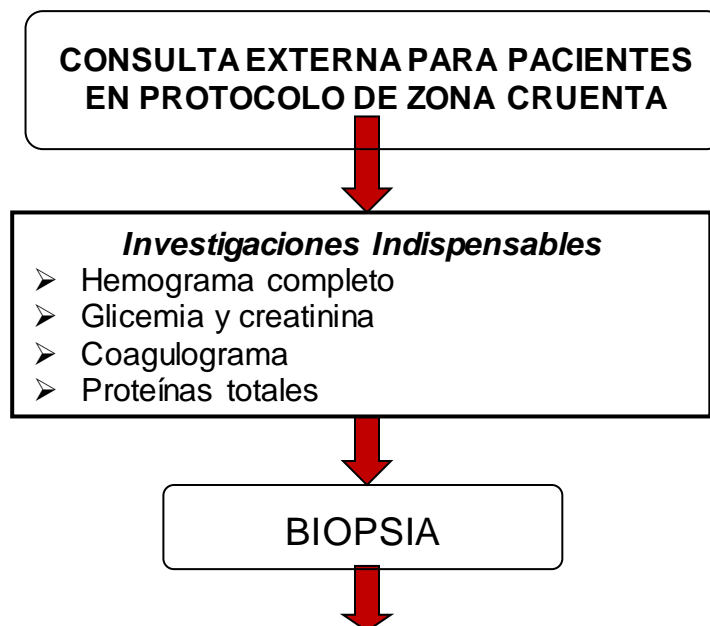 CONSULTA EXTERNA PARA PACIENTES
EN PROTOCOLO DE ZONA CRUENTA
Investigaciones Indispensables
➢ Hemograma completo
➢ Glicemia y creatinina
➢ Coagulograma
➢ Proteínas totales
BIOPSIA